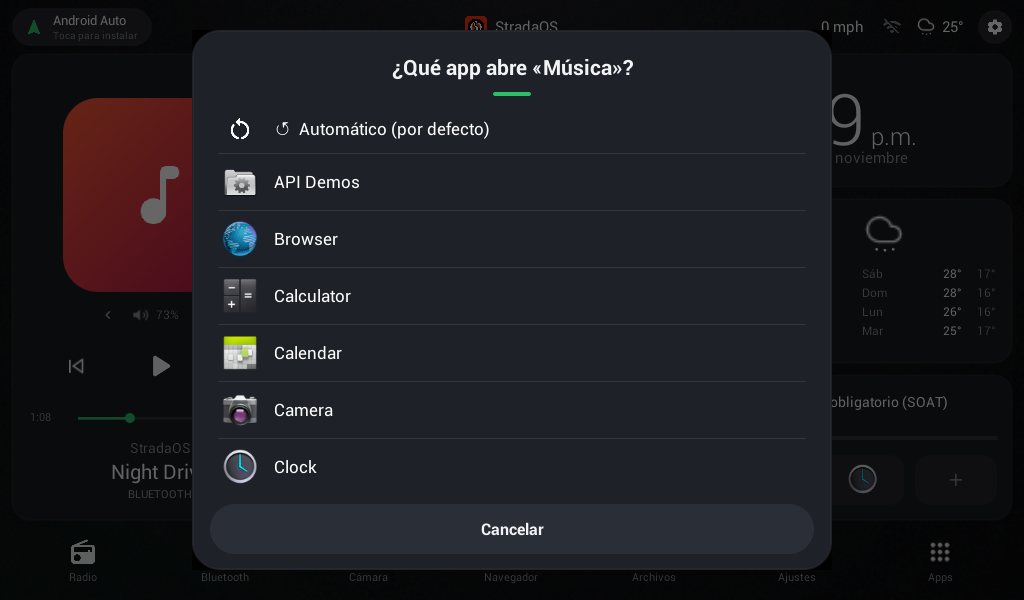 Android Auto
Toca para instalar
StradaOS
0 mph
25°
¿Qué app abre «Música»?
↺ Automático (por defecto)
API Demos
Browser
Calculator
Calendar
Camera
Clock
Cancelar
9 p.m.
noviembre
Sáb 28° 17°
Dom 28° 16°
Lun 26° 16°
Mar 25° 17°
obligatorio (SOAT)
73%
1:08
StradaOS
Night Driv
BLUETOOTH
Radio
Bluetooth
Cámara
Navegador
Archivos
Ajustes
Apps